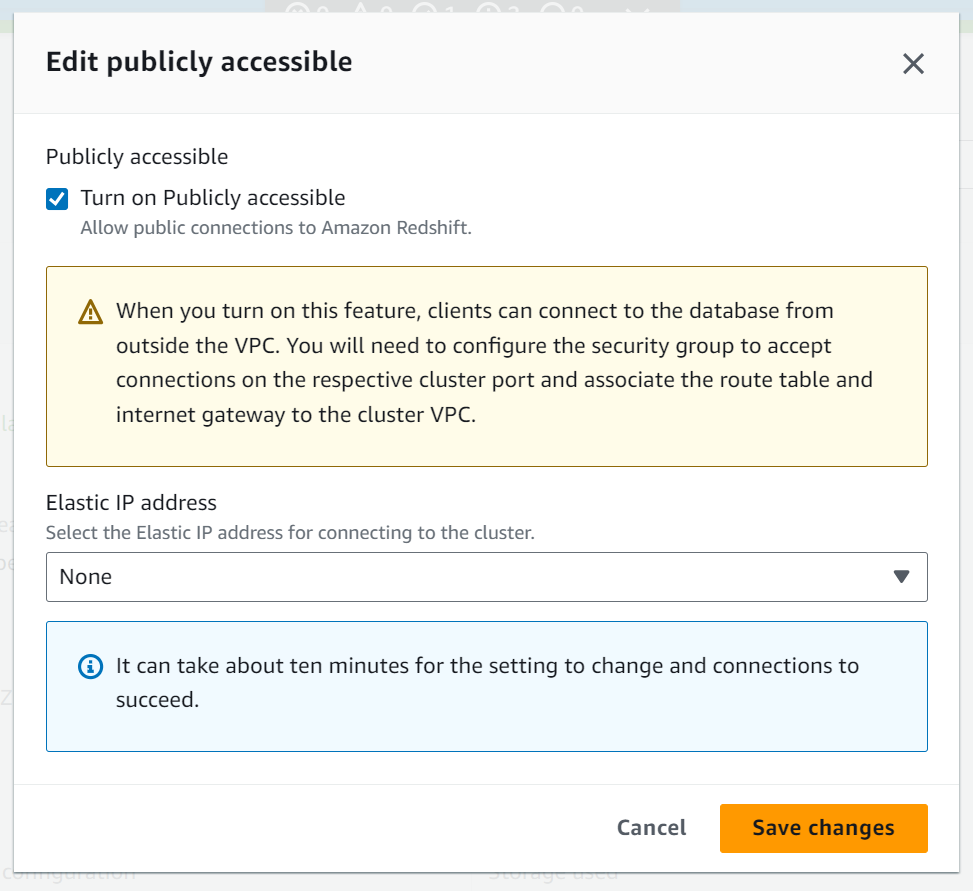 Edit publicly accessible
Publicly accessible
Turn on Publicly accessible
Allow public connections to Amazon Redshift.
When you turn on this feature, clients can connect to the database from
outside the VPC. You will need to configure the security group to accept
connections on the respective cluster port and associate the route table and
internet gateway to the cluster VPC.
Elastic IP address
Select the Elastic IP address for connecting to the cluster.
None
It can take about ten minutes for the setting to change and connections to
succeed.
Cancel
Save changes
configuration
Storage used